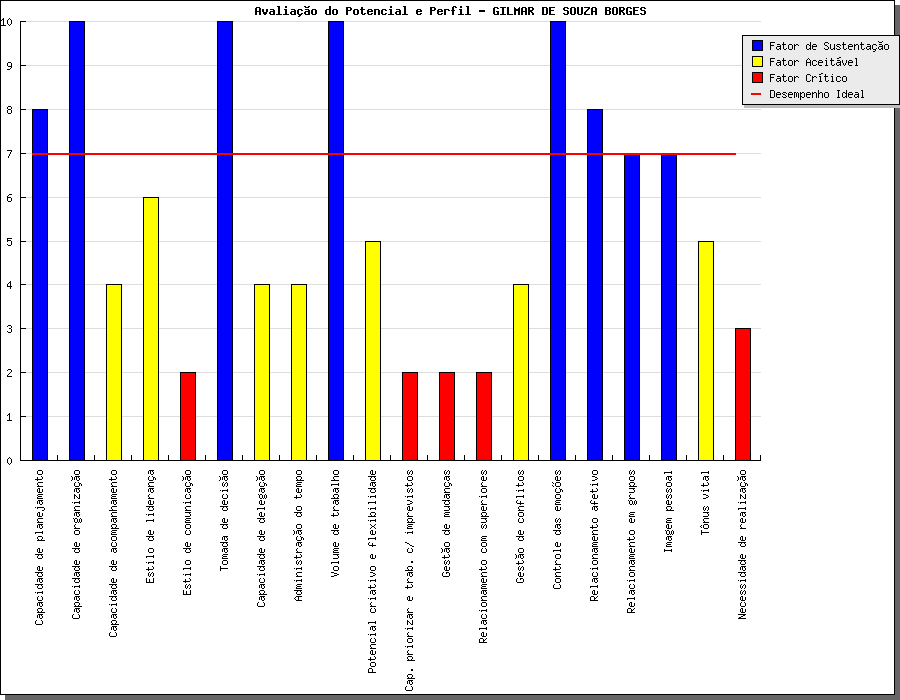 Avaliação do Potencial e Perfil - GILMAR DE SOUZA BORGES
Fator de Sustentação
Fator Aceitável
Fator Crítico
Desempenho Ideal
10
9
8
7
6
5
4
3
2
1
0
Capacidade de planejamento
Capacidade de organização
Capacidade de acompanhamento
Estilo de liderança
Estilo de comunicação
Tomada de decisão
Capacidade de delegação
Administração do tempo
Volume de trabalho
Potencial criativo e flexibilidade
Cap. priorizar e trab. c/ imprevistos
Gestão de mudanças
Relacionamento com superiores
Gestão de conflitos
Controle das emoções
Relacionamento afetivo
Relacionamento em grupos
Imagem pessoal
Tônus vital
Necessidade de realização